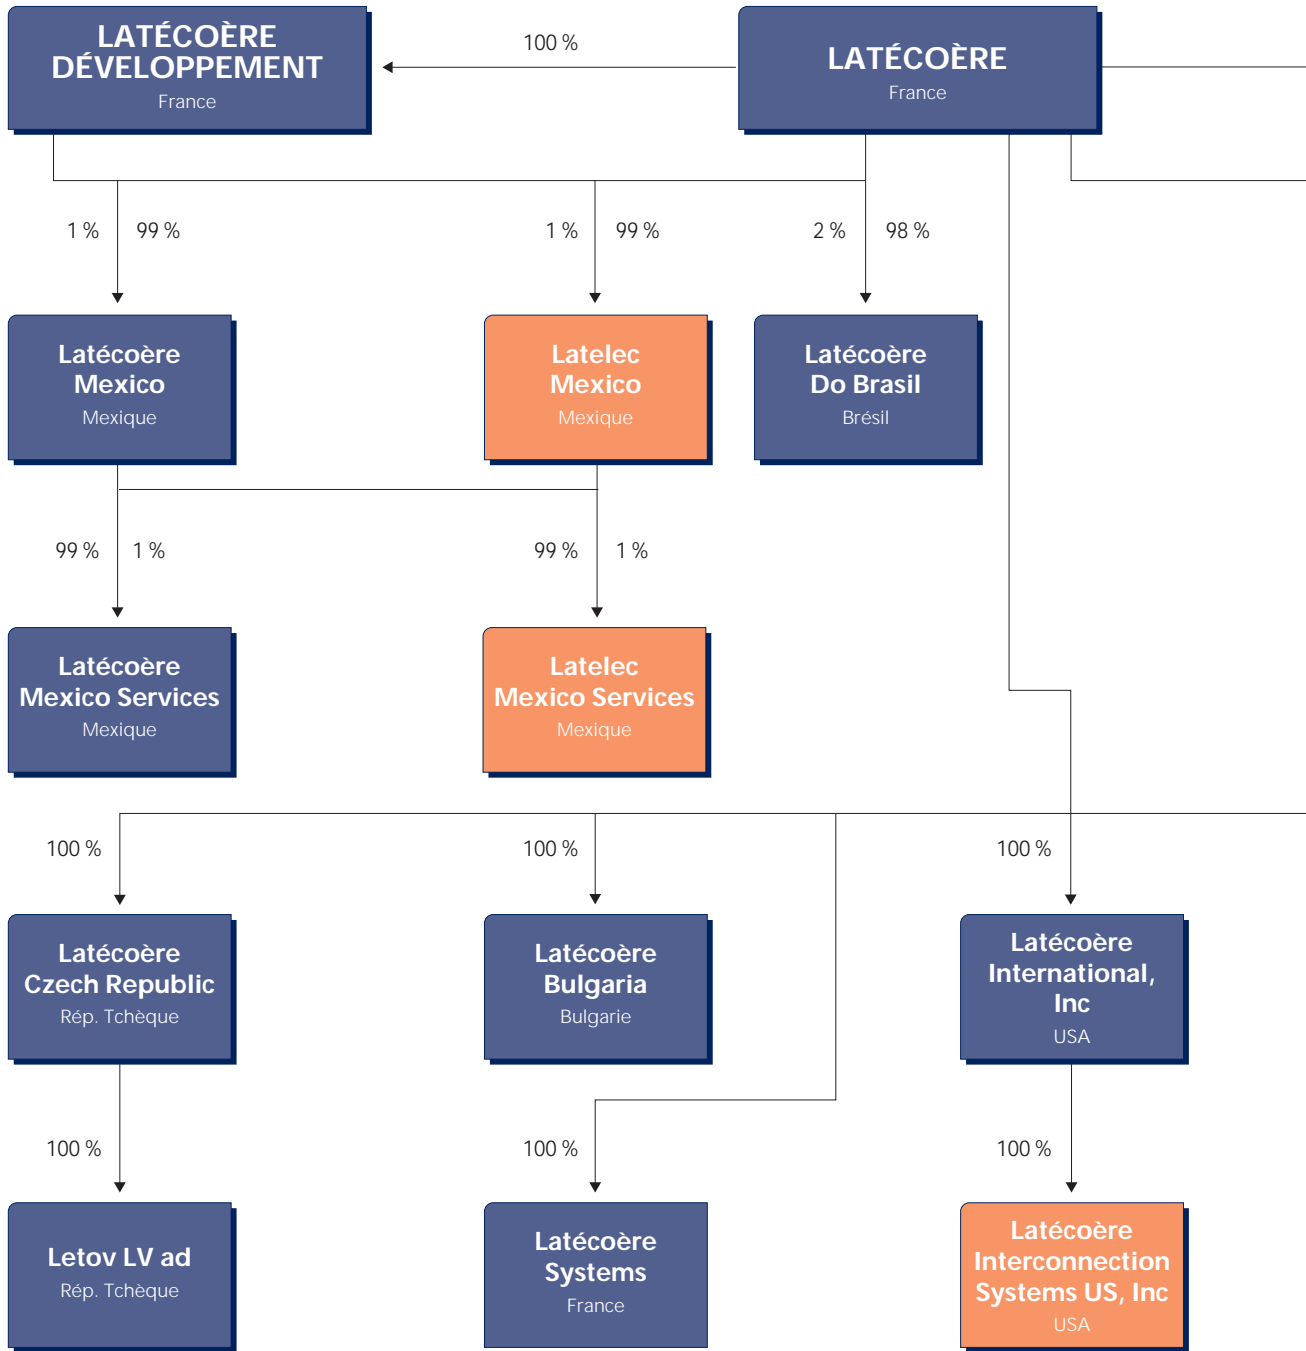 LATÉCOÈRE
DÉVELOPPEMENT
France
100 %
LATÉCOÈRE
France
1 %
99 %
1 %
99 %
2 %
98 %
Latécoère
Mexico
Mexique
Latelec
Mexico
Mexique
Latécoère
Do Brasil
Brésil
99 %
1 %
99 %
1 %
Latécoère
Mexico Services
Mexique
Latelec
Mexico Services
Mexique
100 %
100 %
100 %
Latécoère
Czech Republic
Rép. Tchèque
Latécoère
Bulgaria
Bulgarie
Latécoère
International,
Inc
USA
100 %
100 %
100 %
Letov LV ad
Rép. Tchèque
Latécoère
Systems
France
Latécoère
Interconnection
Systems US, Inc
USA